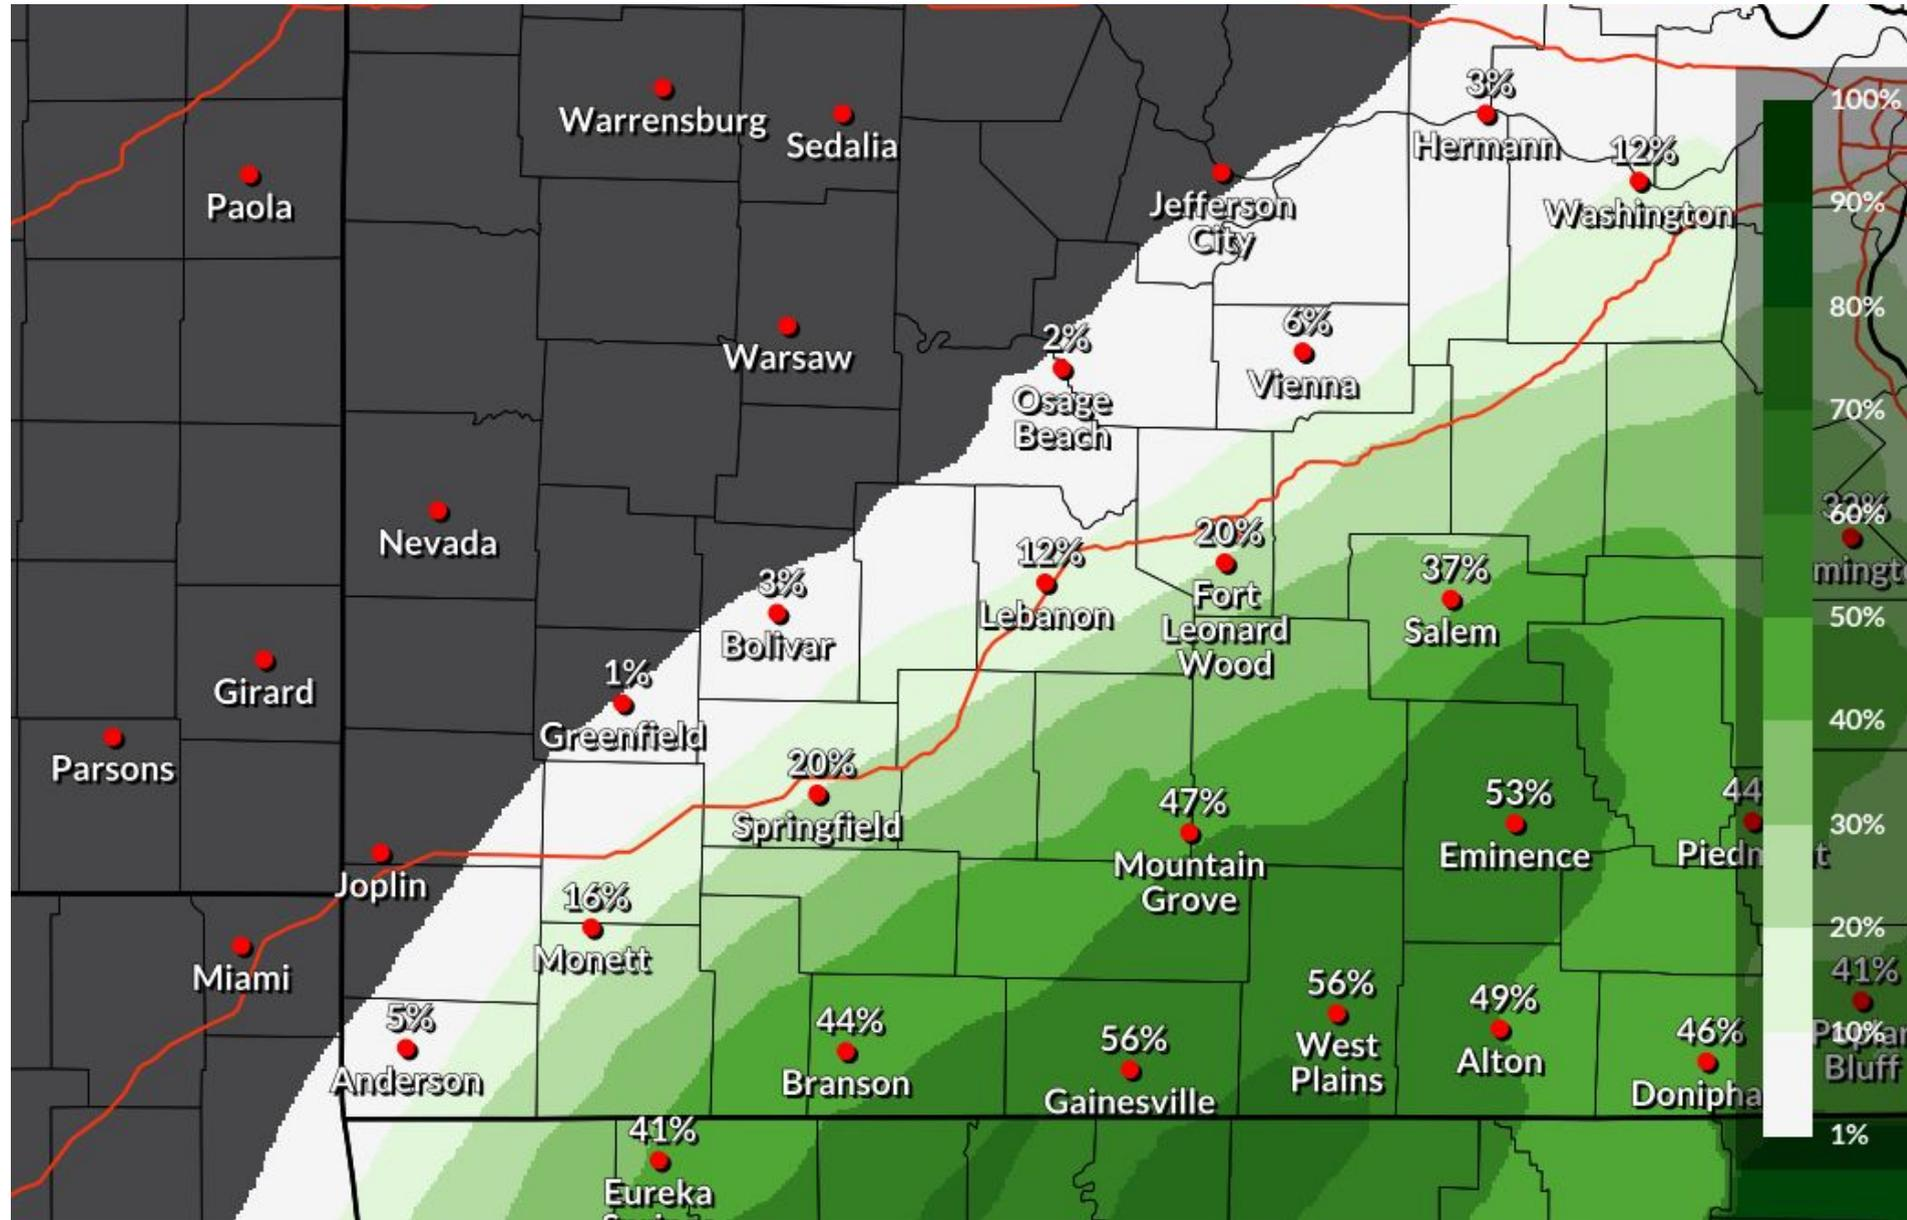 3%
Hermann
100%
Warrensburg
Sedalia
12%
Washington
Paola
Jefferson
City
90%
80%
2%
Osage
Beach
6%
Vienna
Warsaw
70%
60%
Nevada
12%
Lebanon
20%
Fort
Leonard
Wood
37%
Salem
3%
Bolivar
50%
Girard
1%
Greenfield
40%
Parsons
20%
Springfield
47%
Mountain
Grove
53%
Eminence
44
30%
Joplin
16%
Monett
20%
Miami
41%
Bluff
5%
Anderson
44%
Branson
56%
Gainesville
56%
West
Plains
49%
Alton
46%
Donipha
10%
1%
41%
Eureka